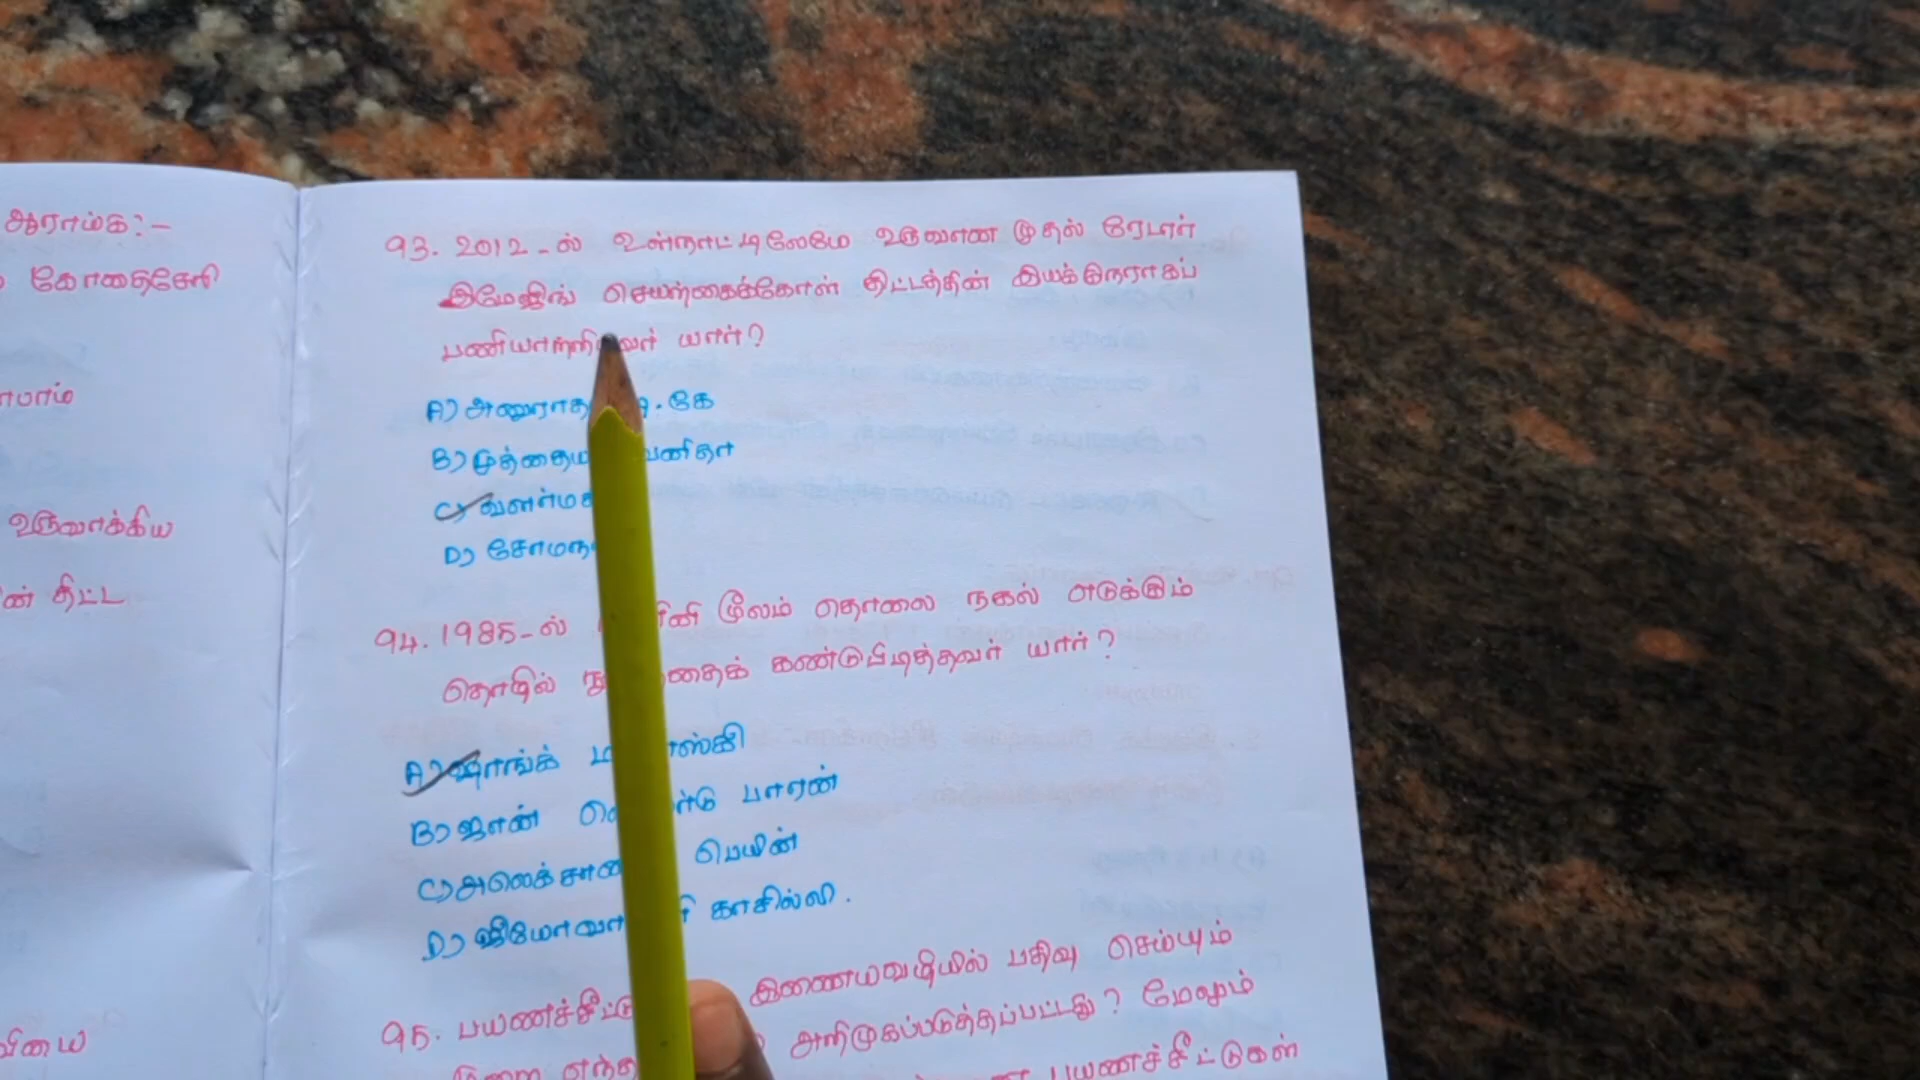 ஆராய்க:-
கோதைசேரி
உருவாக்கிய
திட்ட
93. 2012-ல் உள்நாட்டிலேயே உருவான முதல் ரேடார்
இமேஜிங் செயற்கைக்கோள் திட்டத்தின் இயக்குநராகப்
பணியாற்றியவர் யார்?
A) அனுராதா கே
B) முத்தையா வனிதா
C) வளர்ம
D) சோமநா
94. 1985-ல் மூலம் தொலை நகல் எடுக்கும்
தொழில் கண்டுபிடித்தவர் யார்?
A) ஷாங்க்
B) ஜான் பாரன்
C) அலெக்சாண் பெயின்
D) ஜியோவா காசில்லி.
95. பயணச்சீட்டு இணையவழியில் பதிவு செய்யும்
முறை எந்த அறிமுகப்படுத்தப்பட்டது? மேலும்
பயணச்சீட்டுகள்